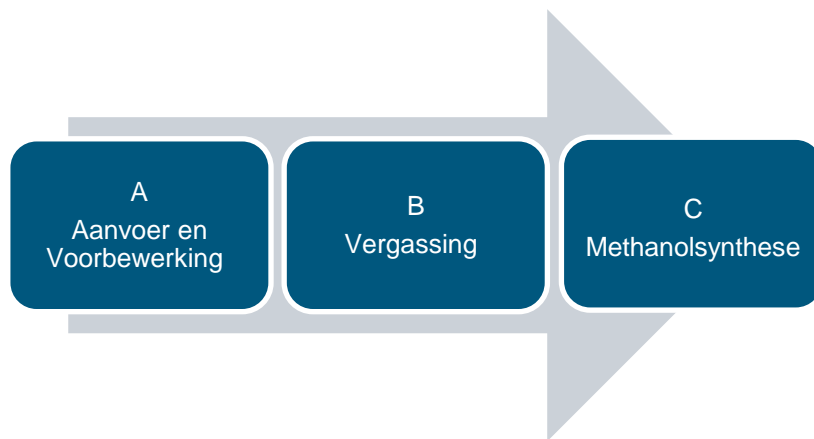 A
Aanvoer en
Voorbewerking
B
Vergassing
C
Methanolsynthese